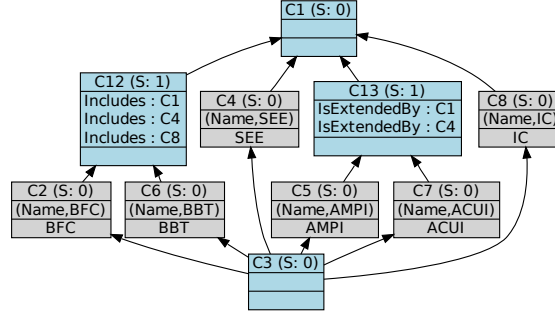 C1 (S: 0)
C12 (S: 1)
Includes : C1
Includes : C4
Includes : C8
C4 (S: 0)
(Name,SEE)
SEE
C13 (S: 1)
IsExtendedBy : C1
IsExtendedBy : C4
C8 (S: 0)
(Name,IC)
IC
C2 (S: 0)
(Name,BFC)
BFC
C6 (S: 0)
(Name,BBT)
BBT
C5 (S: 0)
(Name,AMPI)
AMPI
C7 (S: 0)
(Name,ACUI)
ACUI
C3 (S: 0)